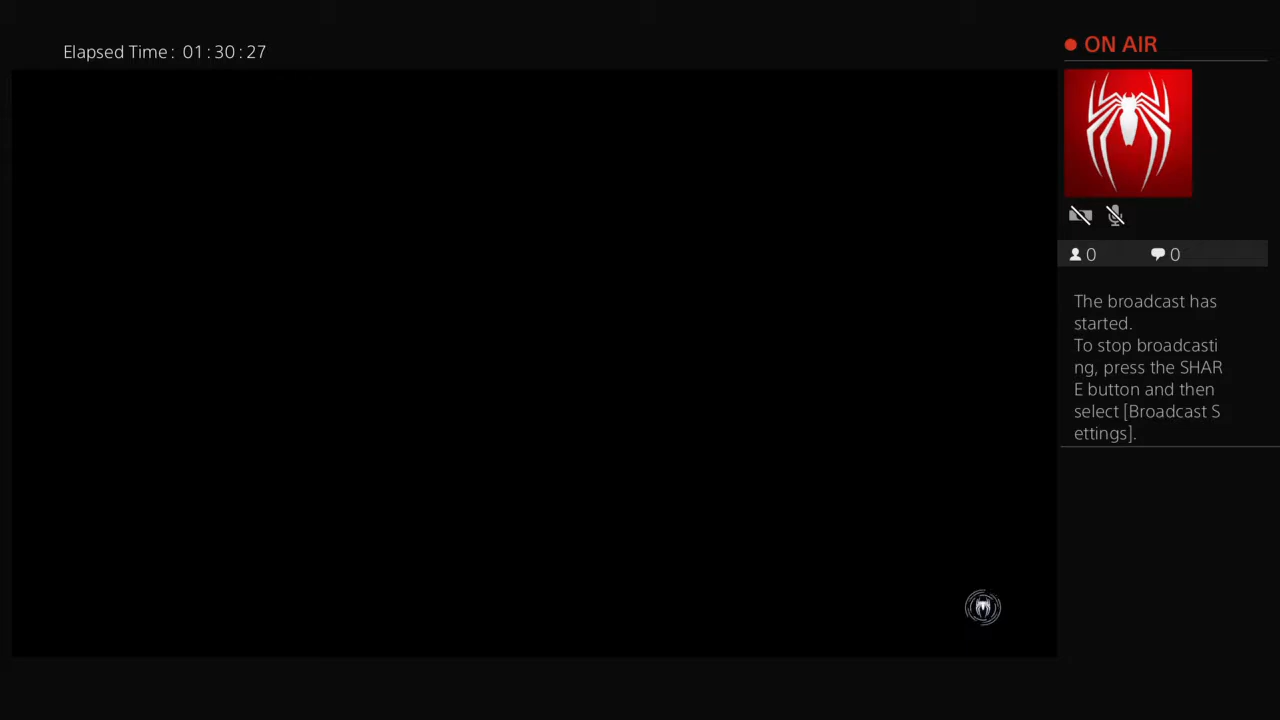 Elapsed Time : 01 : 30 : 27
ON AIR
0 0
The broadcast has
started.
To stop broadcasti
ng, press the SHAR
E button and then
select [Broadcast S
ettings].